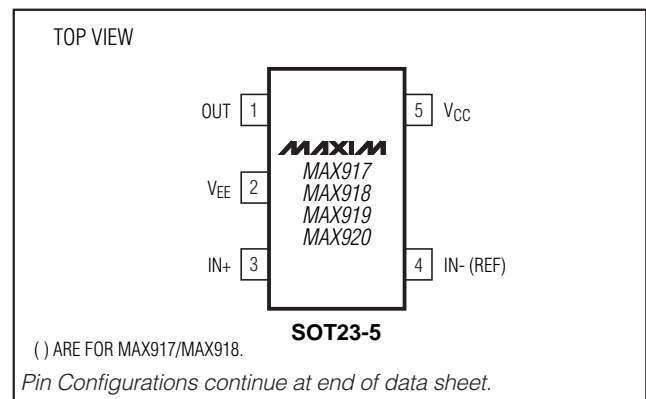 TOP VIEW
OUT 1
5 VCC
MAXIM
MAX917
MAX918
MAX919
MAX920
VEE 2
IN+ 3
4 IN- (REF)
SOT23-5
( ) ARE FOR MAX917/MAX918.
Pin Configurations continue at end of data sheet.